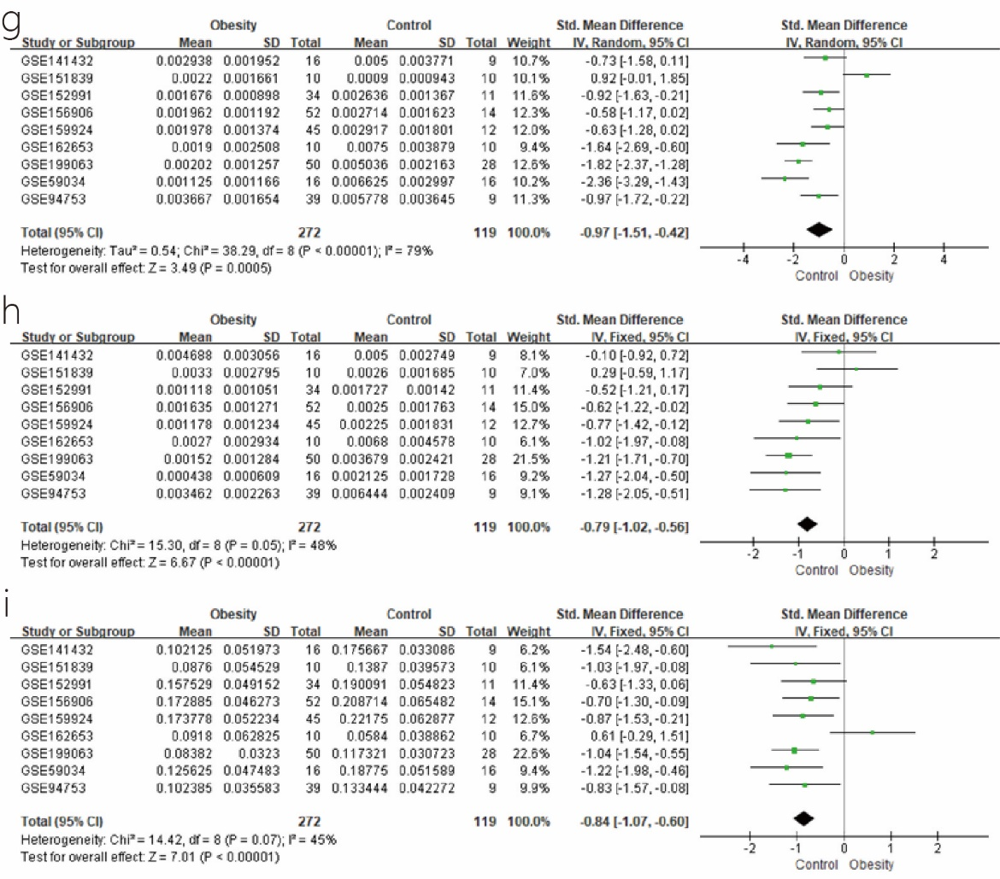 g
Obesity Control Std. Mean Difference Std. Mean Difference
Study or Subgroup Mean SD Total Mean SD Total Weight IV, Random, 95% CI IV, Random, 95% CI
GSE141432 0.002938 0.001952 16 0.005 0.003771 9 10.7% -0.73 [-1.58, 0.11]
GSE151839 0.0022 0.001661 10 0.0009 0.000943 10 10.1% 0.92 [-0.01, 1.85]
GSE152991 0.001676 0.000898 34 0.002636 0.001367 11 11.6% -0.92 [-1.63, -0.21]
GSE156906 0.001962 0.001192 52 0.002714 0.001623 14 12.3% -0.58 [-1.17, 0.02]
GSE159924 0.001978 0.001374 45 0.002917 0.001801 12 12.0% -0.63 [-1.28, 0.02]
GSE162653 0.0019 0.002508 10 0.0075 0.003879 10 9.4% -1.64 [-2.69, -0.60]
GSE199063 0.00202 0.001257 50 0.005036 0.002163 28 12.6% -1.82 [-2.37, -1.28]
GSE59034 0.001125 0.001166 16 0.006625 0.002997 16 10.2% -2.36 [-3.29, -1.43]
GSE94753 0.003667 0.001654 39 0.005778 0.003645 9 11.3% -0.97 [-1.72, -0.22]
Total (95% CI) 272 119 100.0% -0.97 [-1.51, -0.42]
Heterogeneity: Tau² = 0.54; Chi² = 38.29, df = 8 (P < 0.00001); I² = 79%
Test for overall effect: Z = 3.49 (P = 0.0005)
-4 -2 0 2 4
Control Obesity
h
Obesity Control Std. Mean Difference Std. Mean Difference
Study or Subgroup Mean SD Total Mean SD Total Weight IV, Fixed, 95% CI IV, Fixed, 95% CI
GSE141432 0.004688 0.003056 16 0.005 0.002749 9 8.1% -0.10 [-0.92, 0.72]
GSE151839 0.0033 0.002795 10 0.0026 0.001685 10 7.0% 0.29 [-0.59, 1.17]
GSE152991 0.001118 0.001051 34 0.001727 0.00142 11 11.4% -0.52 [-1.21, 0.17]
GSE156906 0.001635 0.001271 52 0.0025 0.001763 14 15.0% -0.62 [-1.22, -0.02]
GSE159924 0.001178 0.001234 45 0.00225 0.001831 12 12.7% -0.77 [-1.42, -0.12]
GSE162653 0.0027 0.002934 10 0.0068 0.004578 10 6.1% -1.02 [-1.97, -0.08]
GSE199063 0.00152 0.001284 50 0.003679 0.002421 28 21.5% -1.21 [-1.71, -0.70]
GSE59034 0.000438 0.000609 16 0.002125 0.001728 16 9.2% -1.27 [-2.04, -0.50]
GSE94753 0.003462 0.002263 39 0.006444 0.002409 9 9.1% -1.28 [-2.05, -0.51]
Total (95% CI) 272 119 100.0% -0.79 [-1.02, -0.56]
Heterogeneity: Chi² = 15.30, df = 8 (P = 0.05); I² = 48%
Test for overall effect: Z = 6.67 (P < 0.00001)
-2 -1 0 1 2
Control Obesity
i
Obesity Control Std. Mean Difference Std. Mean Difference
Study or Subgroup Mean SD Total Mean SD Total Weight IV, Fixed, 95% CI IV, Fixed, 95% CI
GSE141432 0.102125 0.051973 16 0.175667 0.033086 9 6.2% -1.54 [-2.48, -0.60]
GSE151839 0.0876 0.054529 10 0.1387 0.039573 10 6.1% -1.03 [-1.97, -0.08]
GSE152991 0.157529 0.049152 34 0.190091 0.054823 11 11.4% -0.63 [-1.33, 0.06]
GSE156906 0.172885 0.046273 52 0.208714 0.065482 14 15.1% -0.70 [-1.30, -0.09]
GSE159924 0.173778 0.052234 45 0.22175 0.062877 12 12.6% -0.87 [-1.53, -0.21]
GSE162653 0.0918 0.062825 10 0.0584 0.038862 10 6.7% 0.61 [-0.29, 1.51]
GSE199063 0.08382 0.0323 50 0.117321 0.030723 28 22.6% -1.04 [-1.54, -0.55]
GSE59034 0.125625 0.047483 16 0.18775 0.051589 16 9.4% -1.22 [-1.98, -0.46]
GSE94753 0.102385 0.035583 39 0.133444 0.042272 9 9.9% -0.83 [-1.57, -0.08]
Total (95% CI) 272 119 100.0% -0.84 [-1.07, -0.60]
Heterogeneity: Chi² = 14.42, df = 8 (P = 0.07); I² = 45%
Test for overall effect: Z = 7.01 (P < 0.00001)
-2 -1 0 1 2
Control Obesity